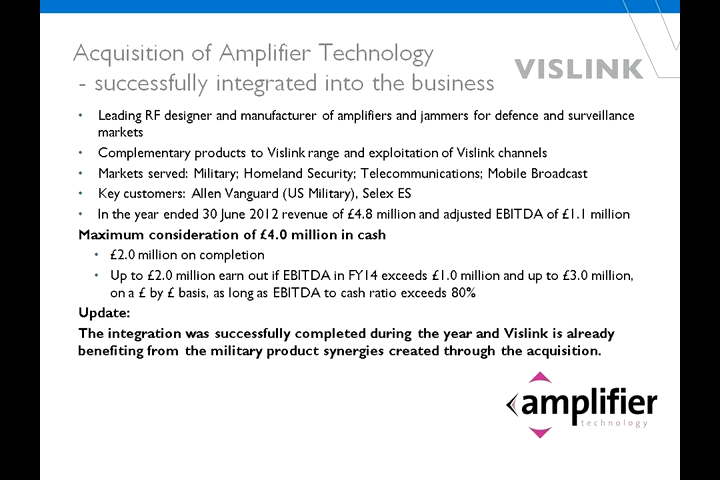 Acquisition of Amplifier Technology
- successfully integrated into the business
VISLINK
• Leading RF designer and manufacturer of amplifiers and jammers for defence and surveillance
markets
• Complementary products to Vislink range and exploitation of Vislink channels
• Markets served: Military; Homeland Security; Telecommunications; Mobile Broadcast
• Key customers: Allen Vanguard (US Military), Selex ES
• In the year ended 30 June 2012 revenue of £4.8 million and adjusted EBITDA of £1.1 million
Maximum consideration of £4.0 million in cash
• £2.0 million on completion
• Up to £2.0 million earn out if EBITDA in FY14 exceeds £1.0 million and up to £3.0 million,
on a £ by £ basis, as long as EBITDA to cash ratio exceeds 80%
Update:
The integration was successfully completed during the year and Vislink is already
benefiting from the military product synergies created through the acquisition.
amplifier
technology